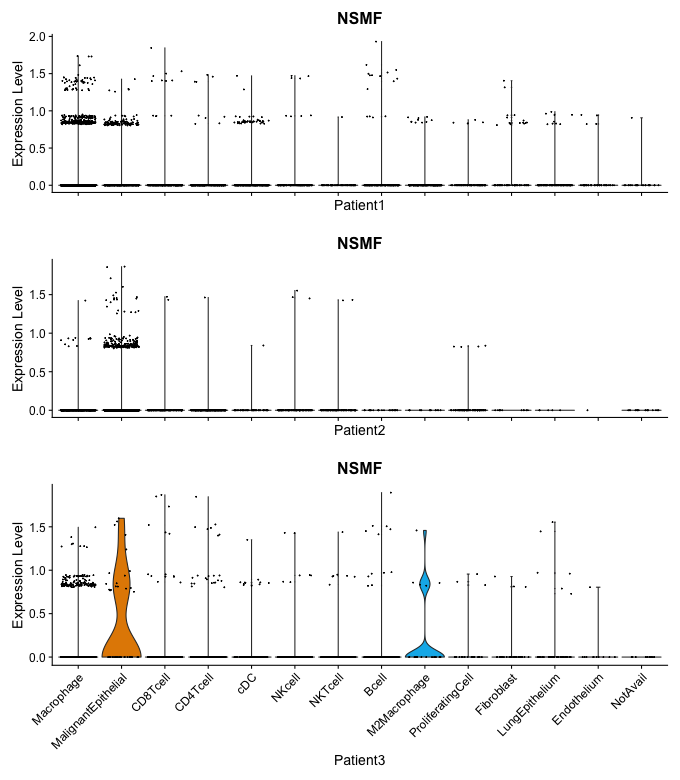 NSMF
Expression Level
2.0
1.5
1.0
0.5
0.0
Patient1
NSMF
Expression Level
1.5
1.0
0.5
0.0
Patient2
NSMF
Expression Level
1.5
1.0
0.5
0.0
Macrophage
MalignantEpithelial
CD8Tcell
CD4Tcell
cDC
NKcell
NKTcell
Bcell
M2Macrophage
ProliferatingCell
Fibroblast
LungEpithelium
Endothelium
NotAvail
Patient3